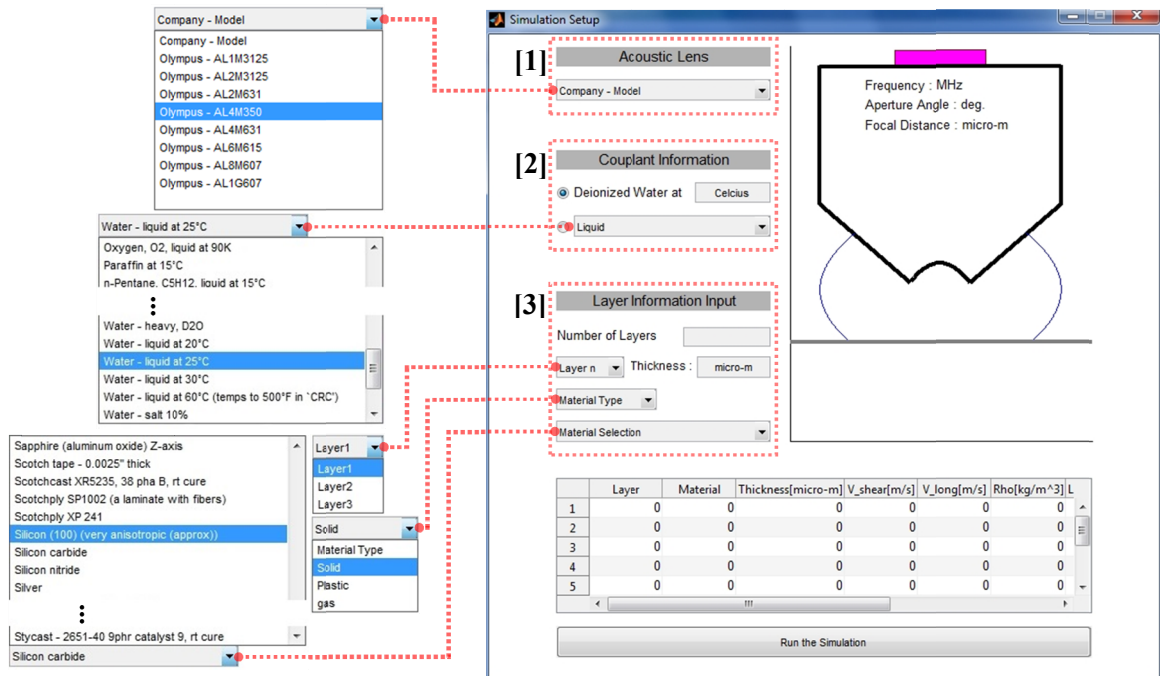 Company - Model
Company - Model
Olympus - AL1M3125
Olympus - AL2M3125
Olympus - AL2M631
Olympus - AL4M350
Olympus - AL4M631
Olympus - AL6M615
Olympus - AL8M607
Olympus - AL1G607
Water - liquid at 25°C
Oxygen, O2, liquid at 90K
Paraffin at 15°C
n-Pentane, C5H12, liquid at 15°C
Water - heavy, D2O
Water - liquid at 20°C
Water - liquid at 25°C
Water - liquid at 30°C
Water - liquid at 60°C (temps to 500°F in `CRC')
Water - salt 10%
Sapphire (aluminum oxide) Z-axis
Scotch tape - 0.0025" thick
Scotchcast XR5235, 38 pha B, rt cure
Scotchply SP1002 (a laminate with fibers)
Scotchply XP 241
Silicon (100) (very anisotropic (approx))
Silicon carbide
Silicon nitride
Silver
Stycast - 2651-40 9phr catalyst 9, rt cure
Silicon carbide
Layer1
Layer1
Layer2
Layer3
Solid
Material Type
Solid
Plastic
gas
Simulation Setup
[1]
Acoustic Lens
Company - Model
[2]
Couplant Information
Deionized Water at Celcius
Liquid
[3]
Layer Information Input
Number of Layers
Layer n Thickness : micro-m
Material Type
Material Selection
Frequency : MHz
Aperture Angle : deg.
Focal Distance : micro-m
Layer Material Thickness[micro-m] V_shear[m/s] V_long[m/s] Rho[kg/m^3] L
1 0 0 0 0 0 0
2 0 0 0 0 0 0
3 0 0 0 0 0 0
4 0 0 0 0 0 0
5 0 0 0 0 0 0
Run the Simulation